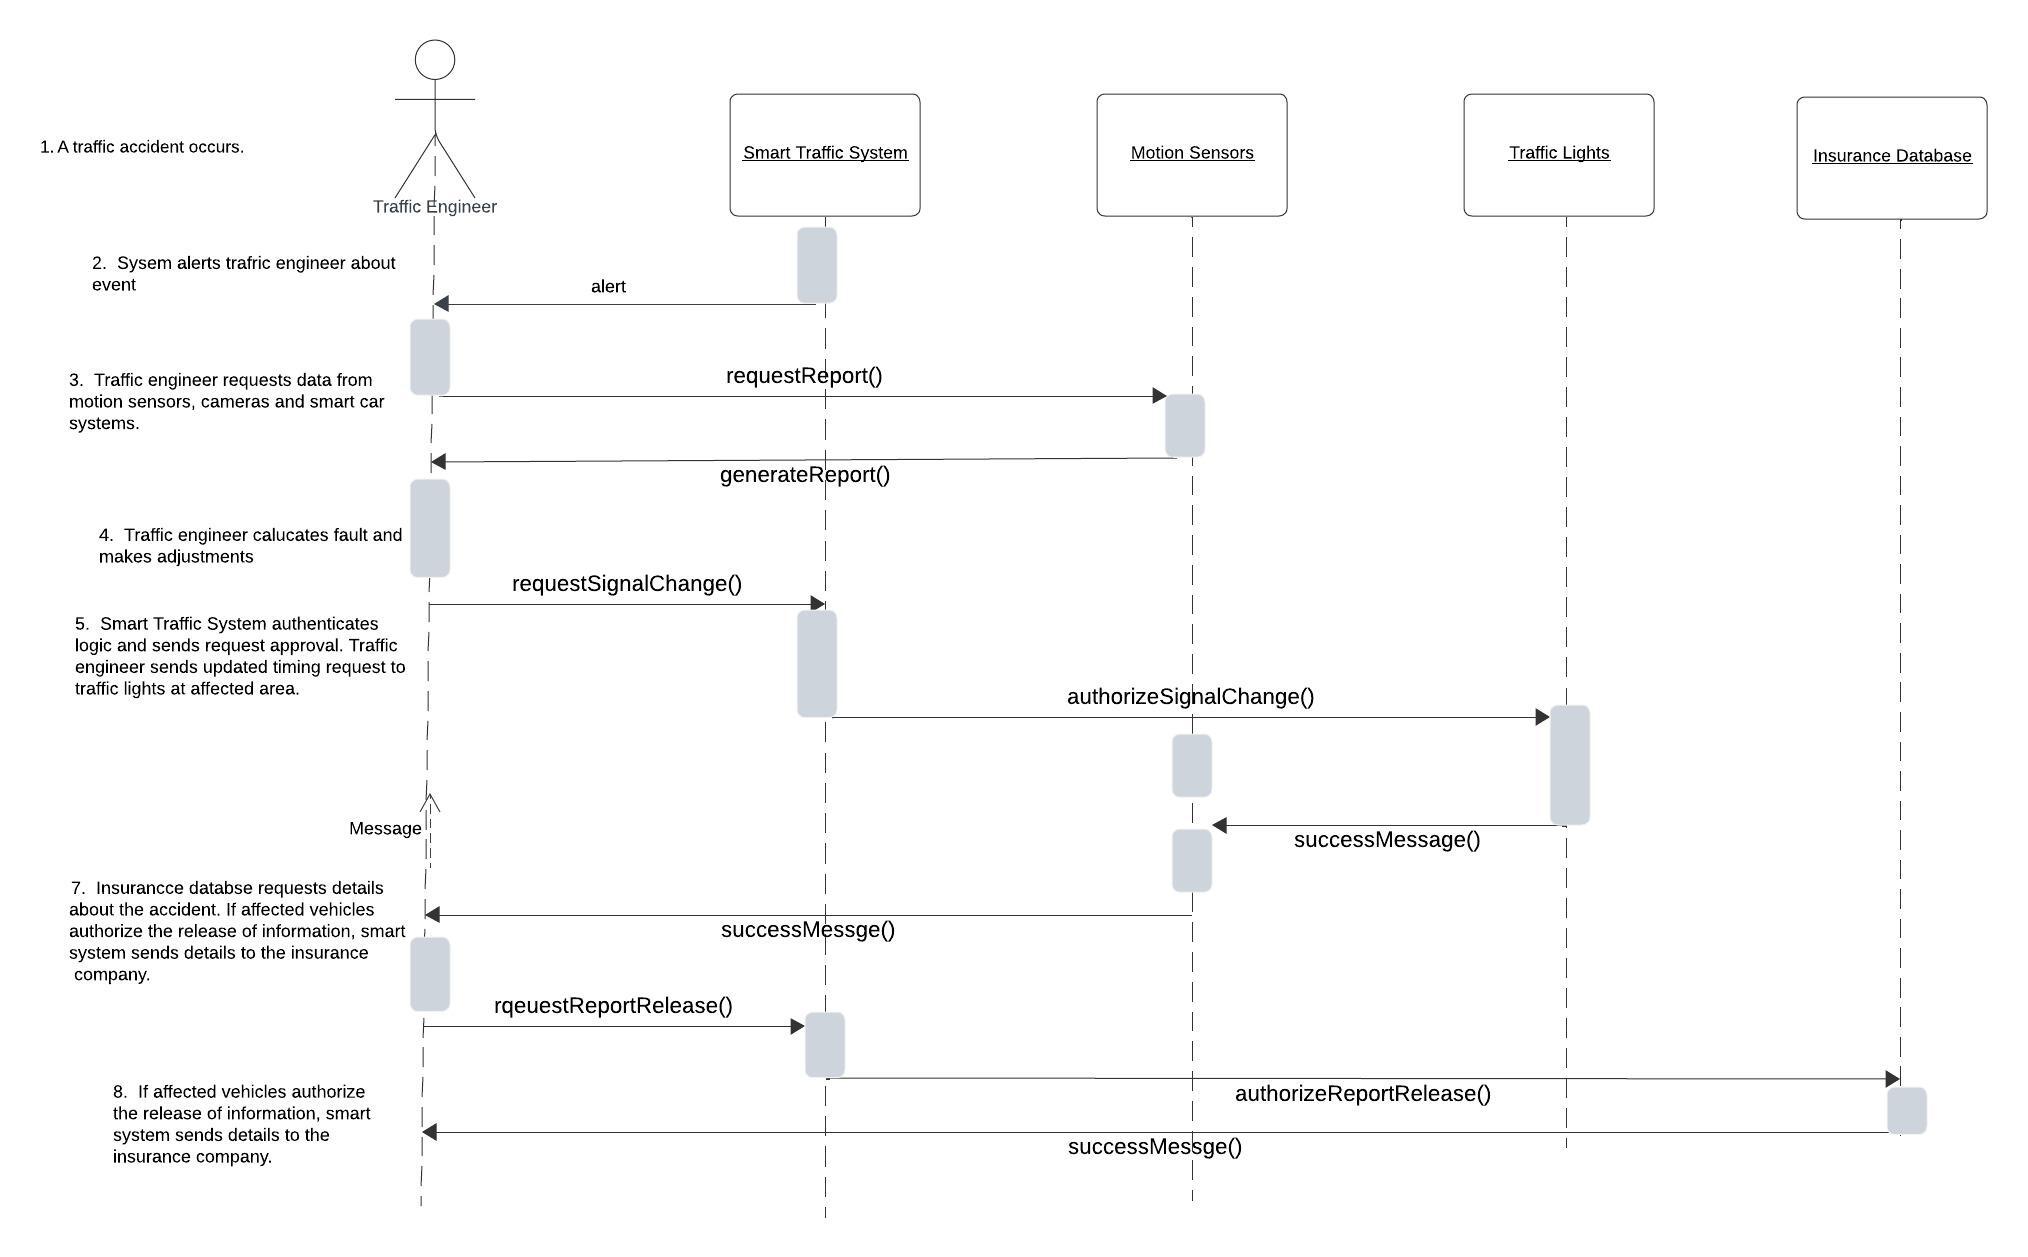 1. A traffic accident occurs.
Traffic Engineer
Smart Traffic System
Motion Sensors
Traffic Lights
Insurance Database
2.  Sysem alerts trafric engineer about
event
alert
3.  Traffic engineer requests data from
motion sensors, cameras and smart car
systems.
requestReport()
generateReport()
4.  Traffic engineer calucates fault and
makes adjustments
requestSignalChange()
5.  Smart Traffic System authenticates
logic and sends request approval. Traffic
engineer sends updated timing request to
traffic lights at affected area.
authorizeSignalChange()
Message
successMessage()
7.  Insurancce databse requests details
about the accident. If affected vehicles
authorize the release of information, smart
system sends details to the insurance
company.
successMessge()
rqeuestReportRelease()
8.  If affected vehicles authorize
the release of information, smart
system sends details to the
insurance company.
authorizeReportRelease()
successMessge()